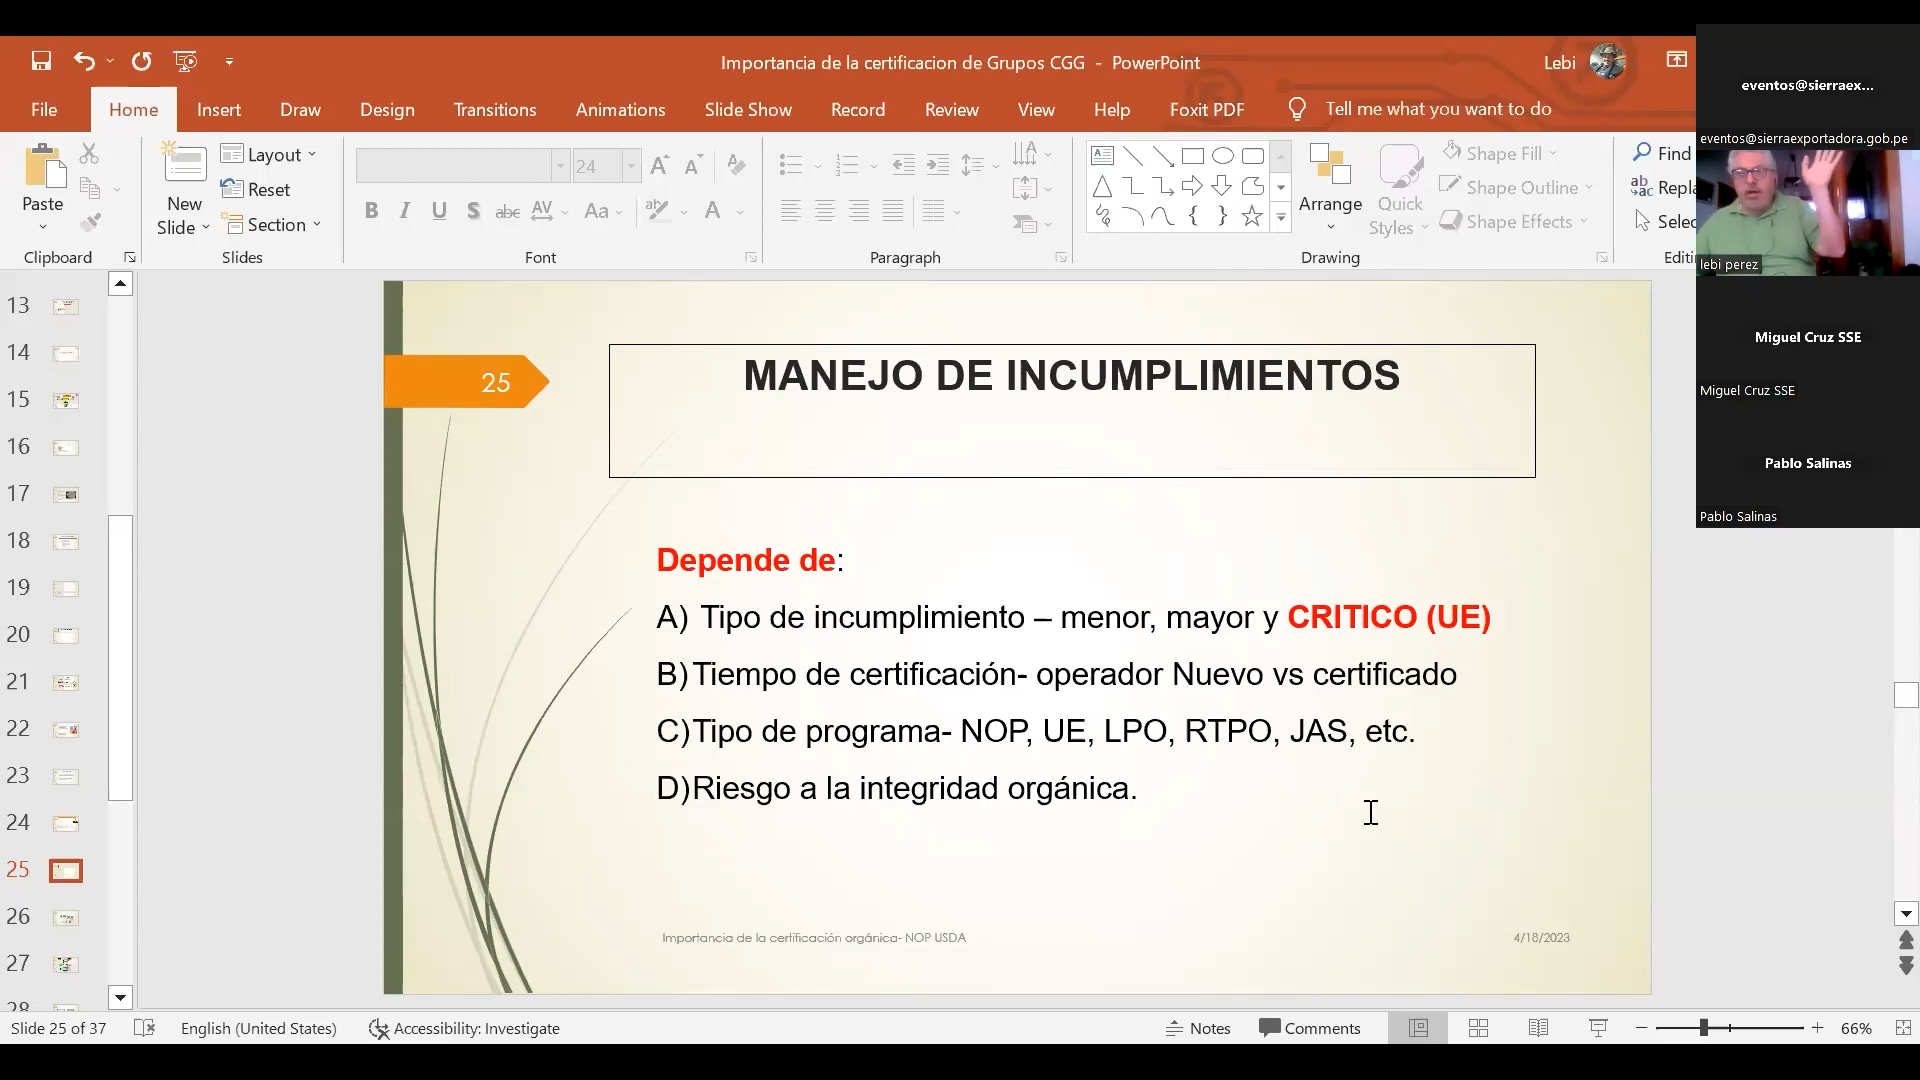 Importancia de la certificacion de Grupos CGG - PowerPoint
Lebi
File Home Insert Draw Design Transitions Animations Slide Show Record Review View Help Foxit PDF Tell me what you want to do
Paste
Clipboard
New Slide
Layout
Reset
Section
Slides
24
Font
Paragraph
Arrange
Quick Styles
Shape Fill
Shape Outline
Shape Effects
Drawing
Find
eventos@sierraex...
eventos@sierraexportadora.gob.pe
lebi perez
Miguel Cruz SSE
Miguel Cruz SSE
Pablo Salinas
Pablo Salinas
13
14
15
16
17
18
19
20
21
22
23
24
25
26
27
28
25
MANEJO DE INCUMPLIMIENTOS
Depende de:
A) Tipo de incumplimiento – menor, mayor y CRITICO (UE)
B) Tiempo de certificación- operador Nuevo vs certificado
C) Tipo de programa- NOP, UE, LPO, RTPO, JAS, etc.
D) Riesgo a la integridad orgánica.
Importancia de la certificación orgánica- NOP USDA
4/18/2023
Slide 25 of 37
English (United States)
Accessibility: Investigate
Notes
Comments
66%